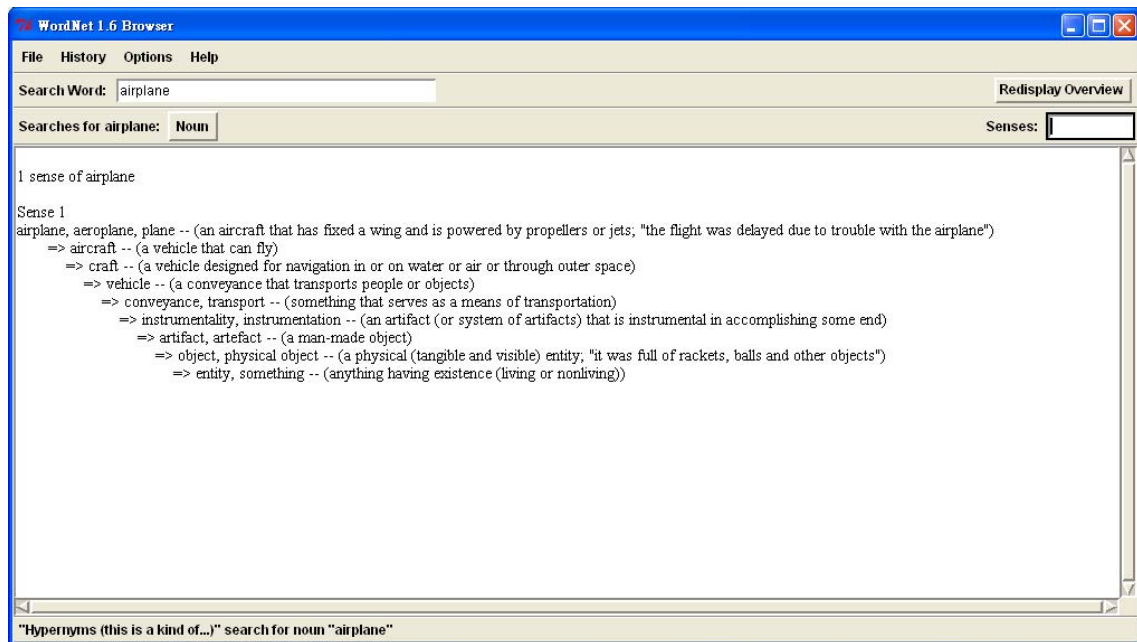 WordNet 1.6 Browser
File History Options Help
Search Word: airplane Redisplay Overview
Searches for airplane: Noun Senses:
1 sense of airplane
Sense 1
airplane, aeroplane, plane -- (an aircraft that has fixed a wing and is powered by propellers or jets; "the flight was delayed due to trouble with the airplane")
=> aircraft -- (a vehicle that can fly)
=> craft -- (a vehicle designed for navigation in or on water or air or through outer space)
=> vehicle -- (a conveyance that transports people or objects)
=> conveyance, transport -- (something that serves as a means of transportation)
=> instrumentality, instrumentation -- (an artifact (or system of artifacts) that is instrumental in accomplishing some end)
=> artifact, artefact -- (a man-made object)
=> object, physical object -- (a physical (tangible and visible) entity; "it was full of rackets, balls and other objects")
=> entity, something -- (anything having existence (living or nonliving))
"Hypernyms (this is a kind of...)" search for noun "airplane"